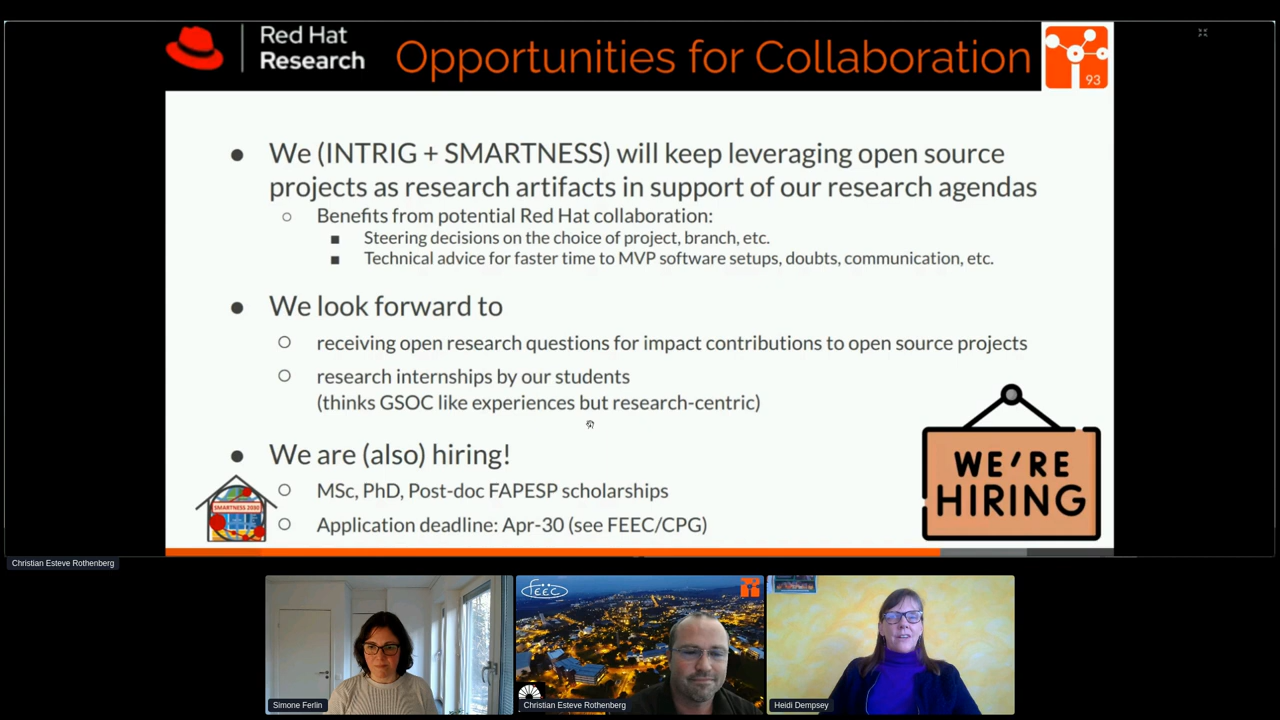 Red Hat
Research
Opportunities for Collaboration
93
● We (INTRIG + SMARTNESS) will keep leveraging open source
projects as research artifacts in support of our research agendas
○ Benefits from potential Red Hat collaboration:
■ Steering decisions on the choice of project, branch, etc.
■ Technical advice for faster time to MVP software setups, doubts, communication, etc.
● We look forward to
○ receiving open research questions for impact contributions to open source projects
○ research internships by our students
(thinks GSOC like experiences but research-centric)
● We are (also) hiring!
○ MSc, PhD, Post-doc FAPESP scholarships
○ Application deadline: Apr-30 (see FEEC/CPG)
SMARTNESS 2030
WE'RE
HIRING
Christian Esteve Rothenberg
feec
Simone Ferlin
Christian Esteve Rothenberg
Heidi Dempsey